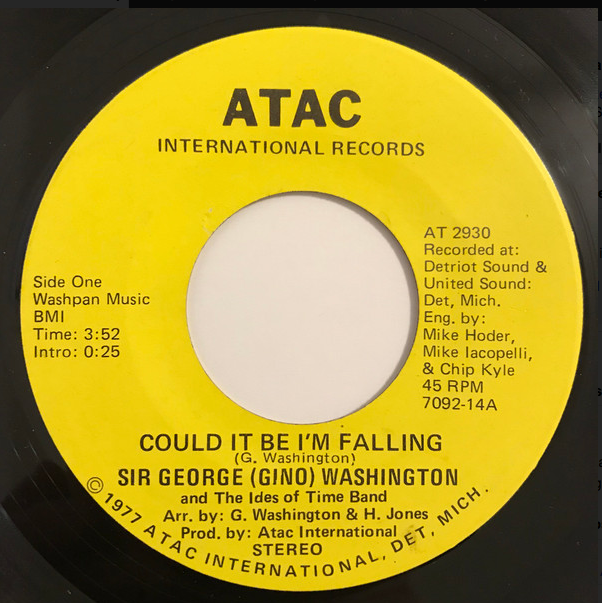 ATAC
INTERNATIONAL RECORDS
Side One
Washpan Music
BMI
Time: 3:52
Intro: 0:25
AT 2930
Recorded at:
Detriot Sound &
United Sound:
Det, Mich.
Eng. by:
Mike Hoder,
Mike Iacopelli,
& Chip Kyle
45 RPM
7092-14A
COULD IT BE I'M FALLING
(G. Washington)
SIR GEORGE (GINO) WASHINGTON
and The Ides of Time Band
Arr. by: G. Washington & H. Jones
Prod. by: Atac International
STEREO
© 1977 ATAC INTERNATIONAL, DET, MICH.